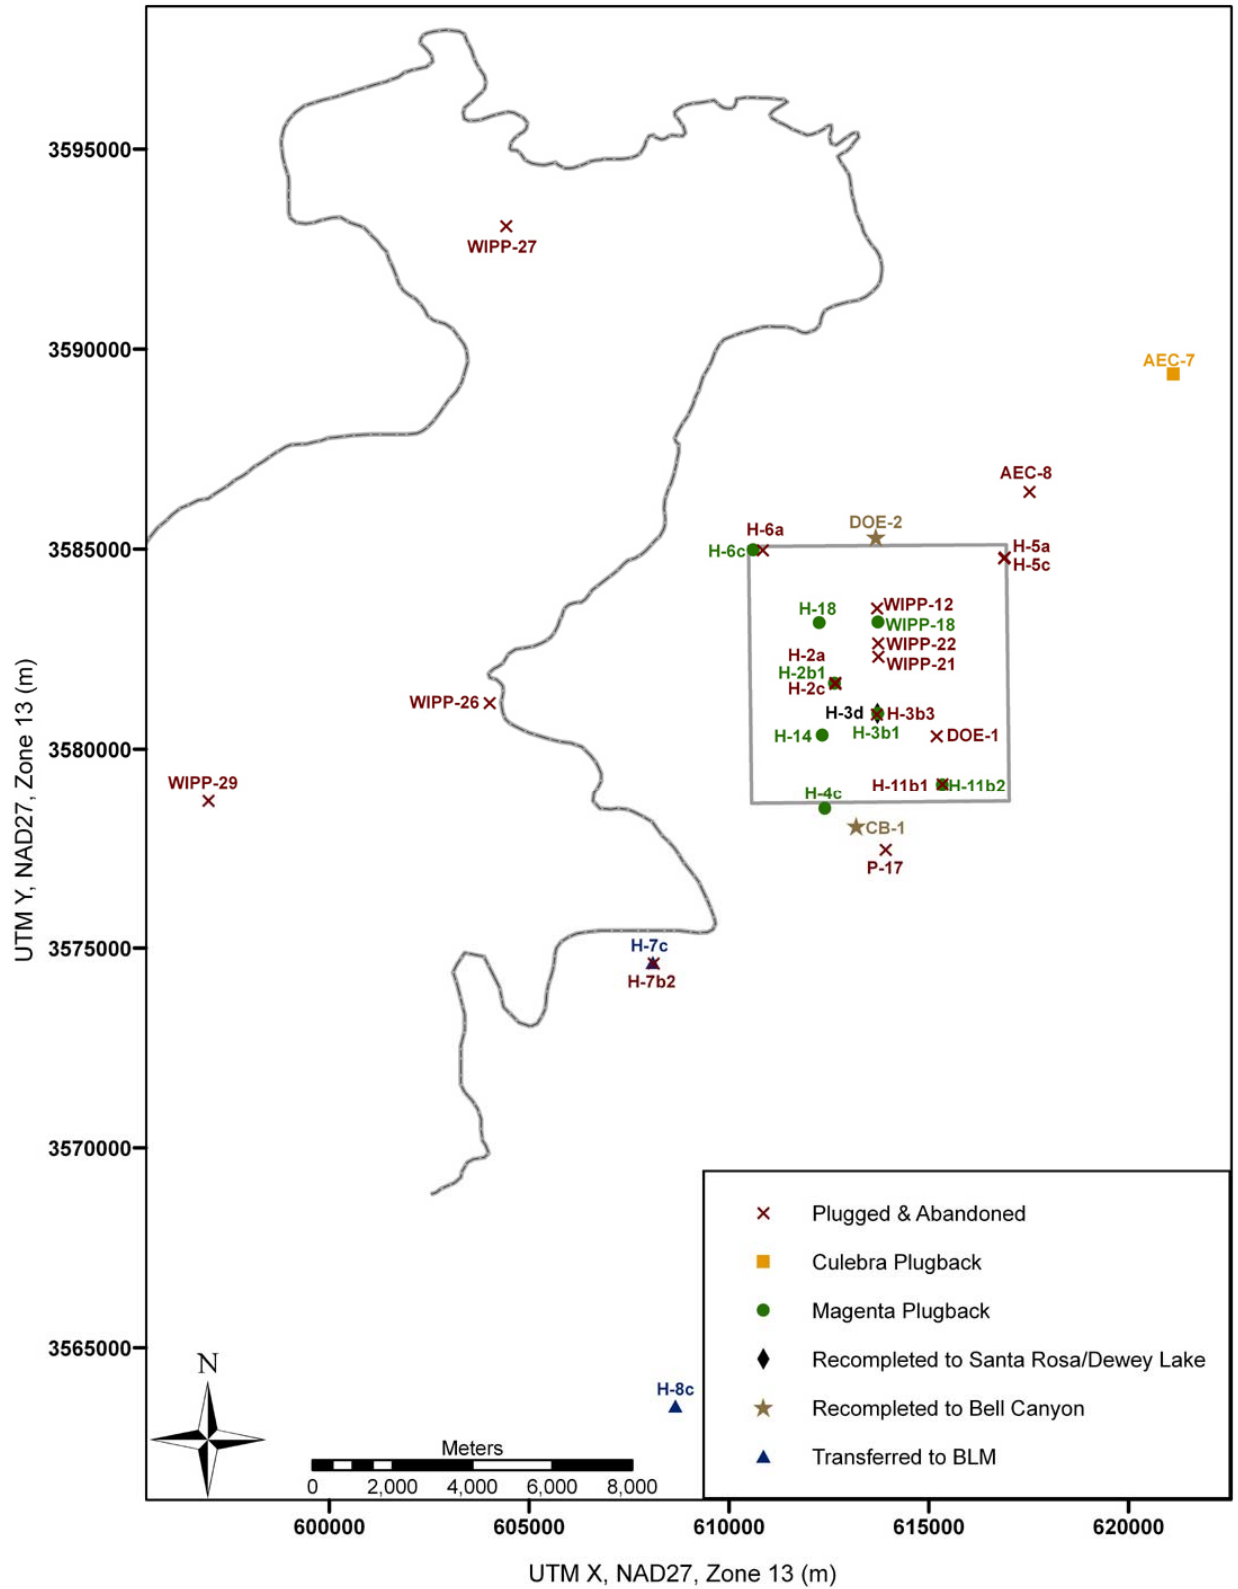 3595000
WIPP-27
3590000
AEC-7
AEC-8
DOE-2
H-6a
3585000
H-6c
H-5a
H-5c
WIPP-12
H-18
WIPP-18
WIPP-22
H-2a
WIPP-21
H-2b1
H-2c
WIPP-26
H-3d
H-3b3
H-3b1
H-14
DOE-1
3580000
WIPP-29
H-11b1
H-11b2
H-4c
CB-1
P-17
3575000
H-7c
H-7b2
3570000
3565000
UTM Y, NAD27, Zone 13 (m)
Plugged & Abandoned
Culebra Plugback
Magenta Plugback
Recompleted to Santa Rosa/Dewey Lake
Recompleted to Bell Canyon
Transferred to BLM
N
H-8c
Meters
0 2,000 4,000 6,000 8,000
600000 605000 610000 615000 620000
UTM X, NAD27, Zone 13 (m)